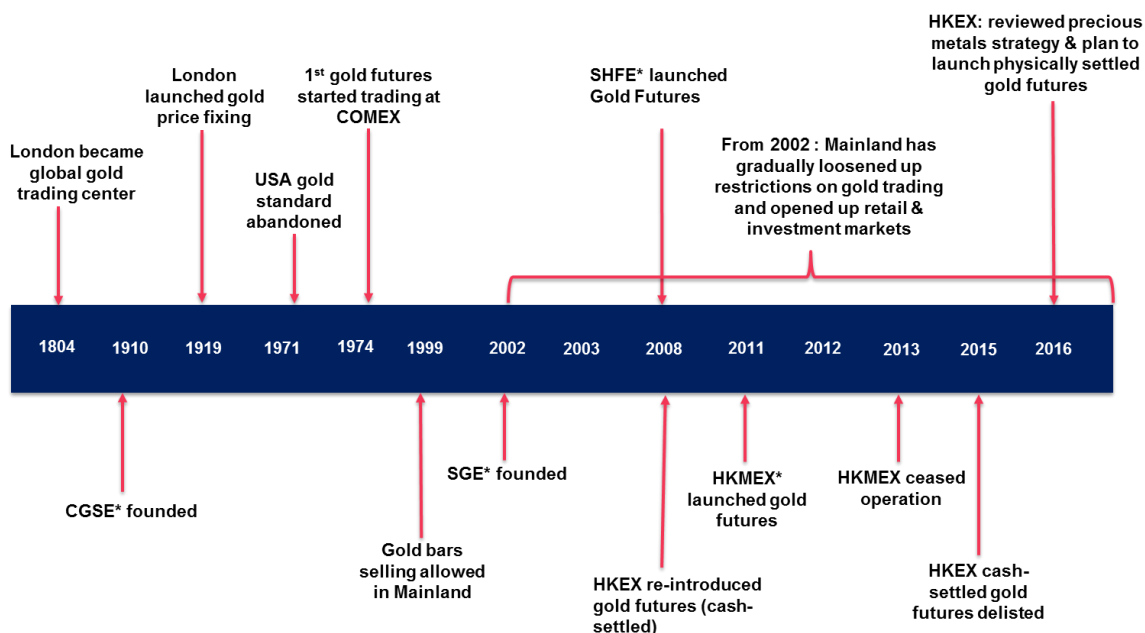 London became
global gold
trading center
London
launched gold
price fixing
USA gold
standard
abandoned
1st gold futures
started trading at
COMEX
SHFE* launched
Gold Futures
From 2002 : Mainland has
gradually loosened up
restrictions on gold trading
and opened up retail &
investment markets
HKEX: reviewed precious
metals strategy & plan to
launch physically settled
gold futures
1804
1910
1919
1971
1974
1999
2002
2003
2008
2011
2012
2013
2015
2016
CGSE* founded
Gold bars
selling allowed
in Mainland
SGE* founded
HKEX re-introduced
gold futures (cash-
settled)
HKMEX*
launched gold
futures
HKMEX ceased
operation
HKEX cash-
settled gold
futures delisted